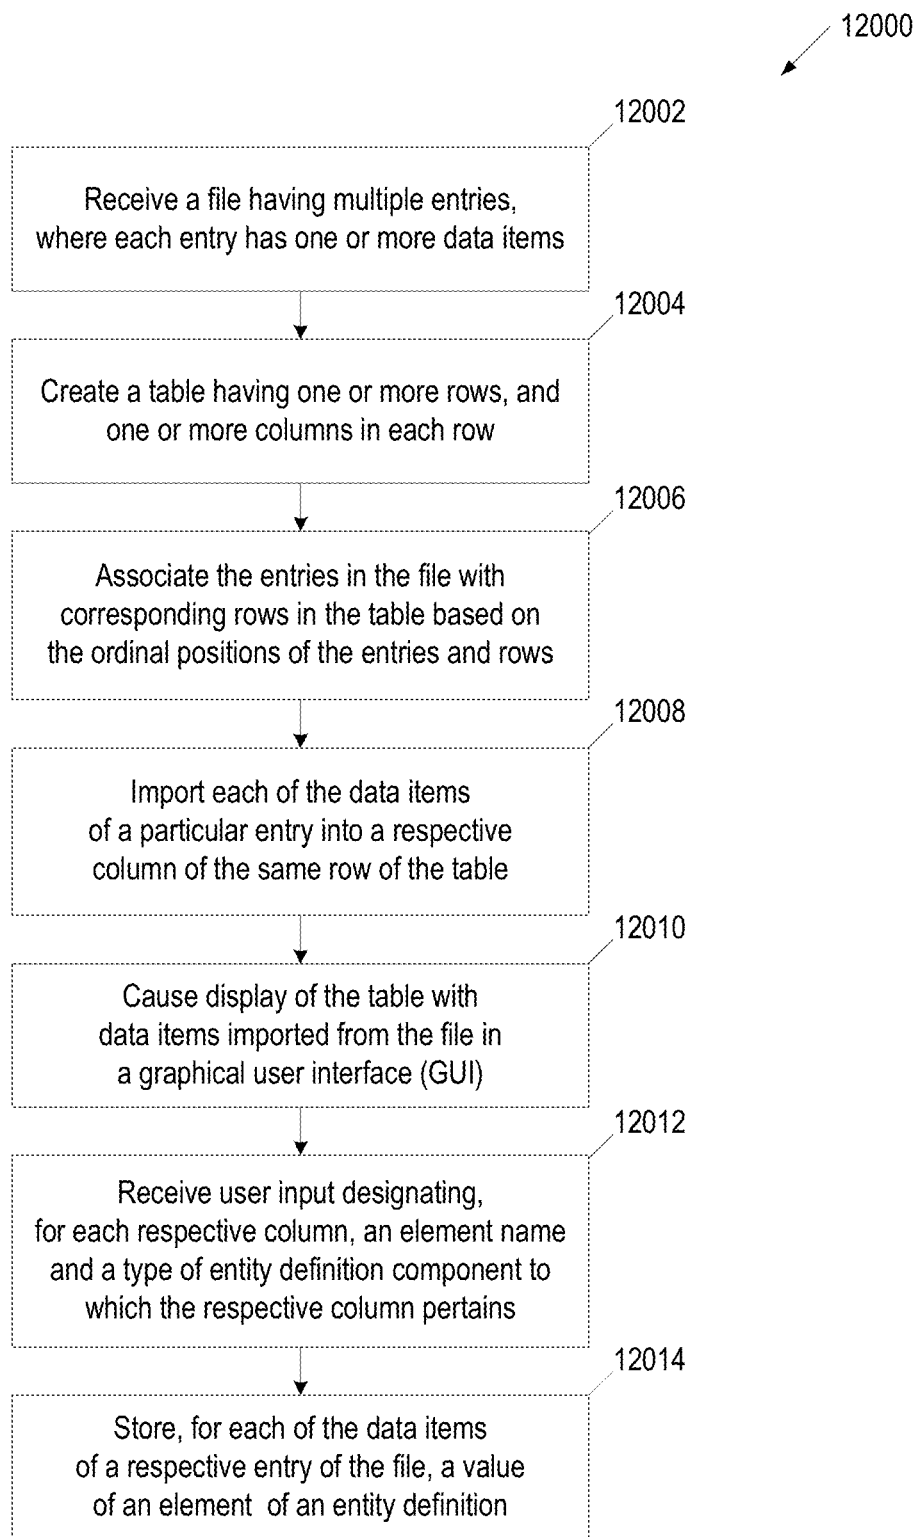 12000
12002
Receive a file having multiple entries,
where each entry has one or more data items
12004
Create a table having one or more rows, and
one or more columns in each row
12006
Associate the entries in the file with
corresponding rows in the table based on
the ordinal positions of the entries and rows
12008
Import each of the data items
of a particular entry into a respective
column of the same row of the table
12010
Cause display of the table with
data items imported from the file in
a graphical user interface (GUI)
12012
Receive user input designating,
for each respective column, an element name
and a type of entity definition component to
which the respective column pertains
12014
Store, for each of the data items
of a respective entry of the file, a value
of an element of an entity definition